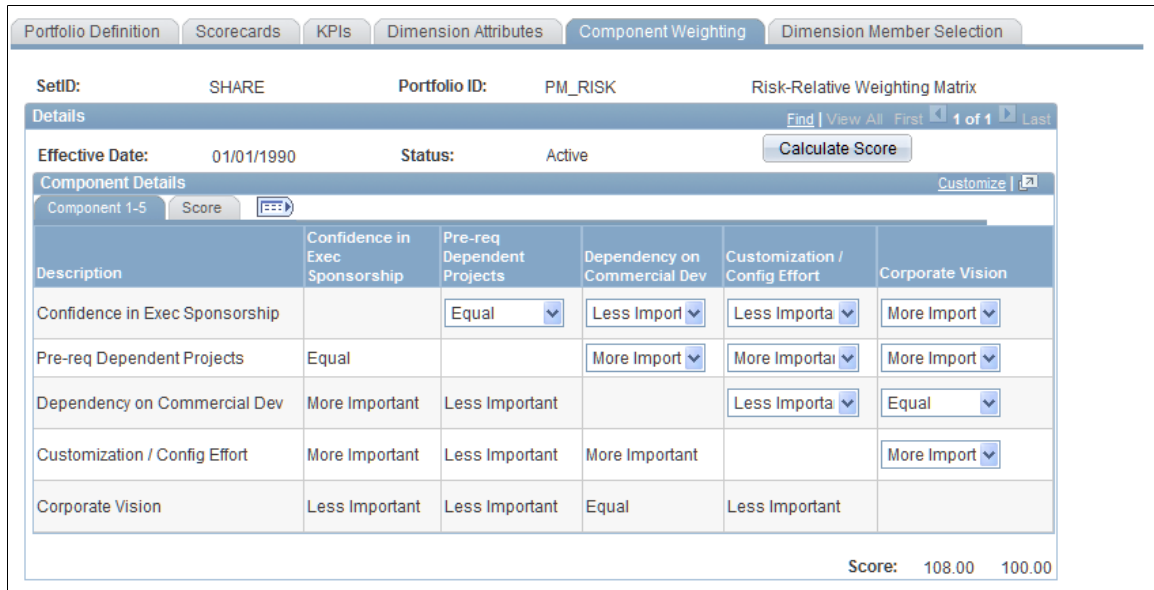 Portfolio Definition Scorecards KPIs Dimension Attributes Component Weighting Dimension Member Selection
SetID: SHARE Portfolio ID: PM_RISK Risk-Relative Weighting Matrix
Details Find | View All First 1 of 1 Last
Effective Date: 01/01/1990 Status: Active Calculate Score
Component Details Customize |
Component 1-5 Score
Description Confidence in Exec Sponsorship Pre-req Dependent Projects Dependency on Commercial Dev Customization / Config Effort Corporate Vision
Confidence in Exec Sponsorship Equal Less Import Less Importa More Import
Pre-req Dependent Projects Equal More Import More Importa More Import
Dependency on Commercial Dev More Important Less Important Less Importa Equal
Customization / Config Effort More Important Less Important More Important More Import
Corporate Vision Less Important Less Important Equal Less Important
Score: 108.00 100.00